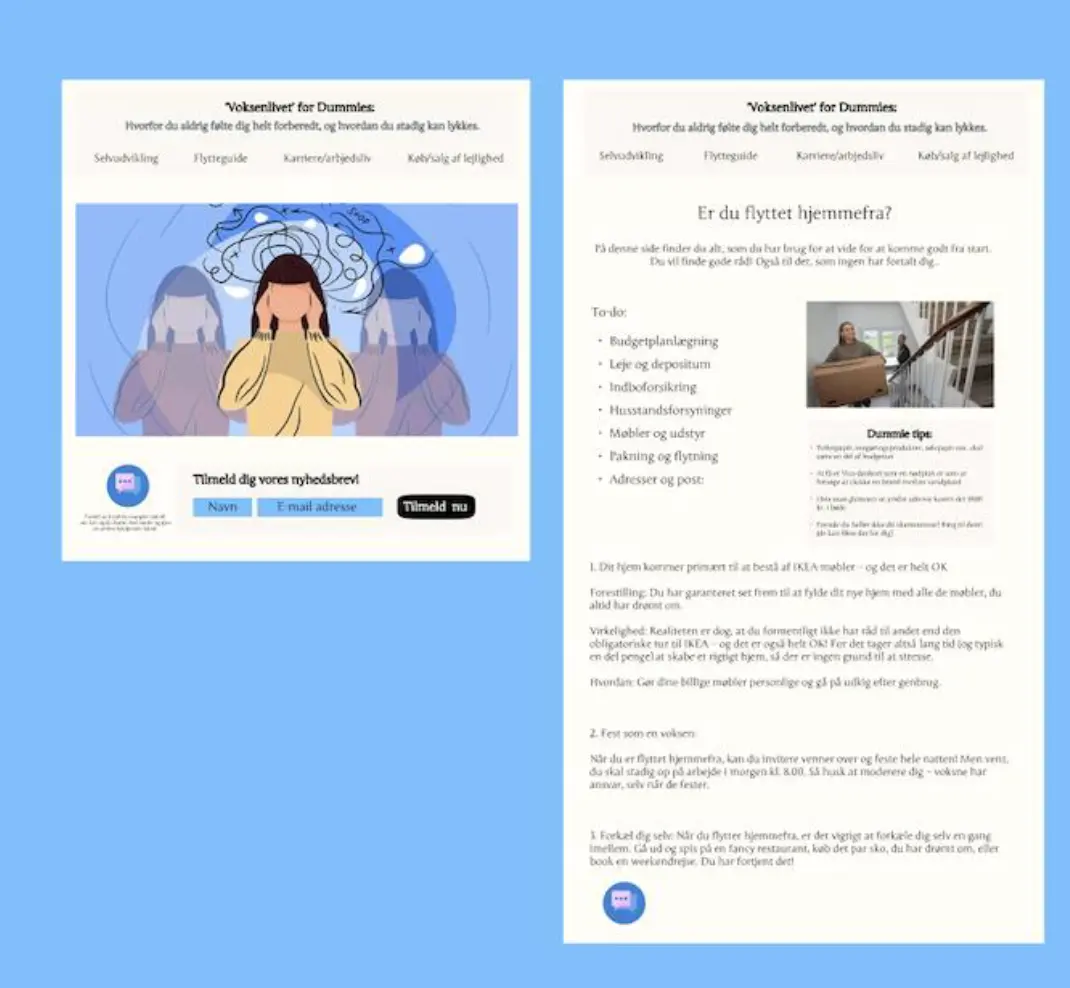 'Voksenlivet' for Dummies:
Hvorfor du aldrig følte dig helt forberedt, og hvordan du stadig kan lykkes.
Selvudvikling Flytteguide Karriere/arbjedsliv Køb/salg af lejlighed
SHOP
Tilmeld dig vores nyhedsbrev!
Navn E-mail adresse Tilmeld nu
'Voksenlivet' for Dummies:
Hvorfor du aldrig følte dig helt forberedt, og hvordan du stadig kan lykkes.
Selvudvikling Flytteguide Karriere/arbjedsliv Køb/salg af lejlighed
Er du flyttet hjemmefra?
På denne side finder du alt, som du har brug for at vide for at komme godt fra start.
Du vil finde gode råd! Også til det, som ingen har fortalt dig..
To-do:
• Budgetplanlægning
• Leje og depositum
• Indboforsikring
• Husstandsforsyninger
• Møbler og udstyr
• Pakning og flytning
• Adresser og post:
Dummie tips:
1. Dit hjem kommer primært til at bestå af IKEA møbler – og det er helt OK
Forestilling: Du har garanteret set frem til at fylde dit nye hjem med alle de møbler, du
altid har drømt om.
Virkelighed: Realiteten er dog, at du formentligt ikke har råd til andet end den
obligatoriske tur til IKEA – og det er også helt OK! For det tager altså lang tid (og typisk
en del penge) at skabe et rigtigt hjem, så der er ingen grund til at stresse.
Hvordan: Gør dine billige møbler personlige og gå på udkig efter genbrug.
2. Fest som en voksen:
Når du er flyttet hjemmefra, kan du invitere venner over og feste hele natten! Men vent,
du skal stadig op på arbejde i morgen kl. 8.00. Så husk at moderere dig – voksne har
ansvar, selv når de fester.
3. Forkæl dig selv: Når du flytter hjemmefra, er det vigtigt at forkæle dig selv en gang
imellem. Gå ud og spis på en fancy restaurant, køb det par sko, du har drømt om, eller
book en weekendrejse. Du har fortjent det!